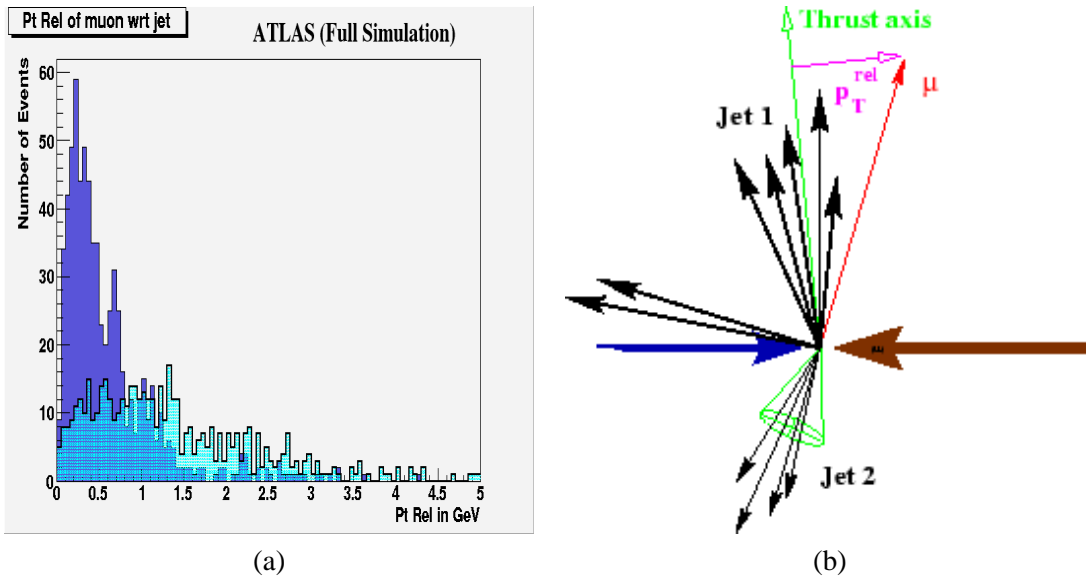 Pt Rel of muon wrt jet
ATLAS (Full Simulation)
Number of Events
60
50
40
30
20
10
0
0 0.5 1 1.5 2 2.5 3 3.5 4 4.5 5
Pt Rel in GeV
(a)
Thrust axis
p_T^rel
μ
Jet 1
Jet 2
(b)